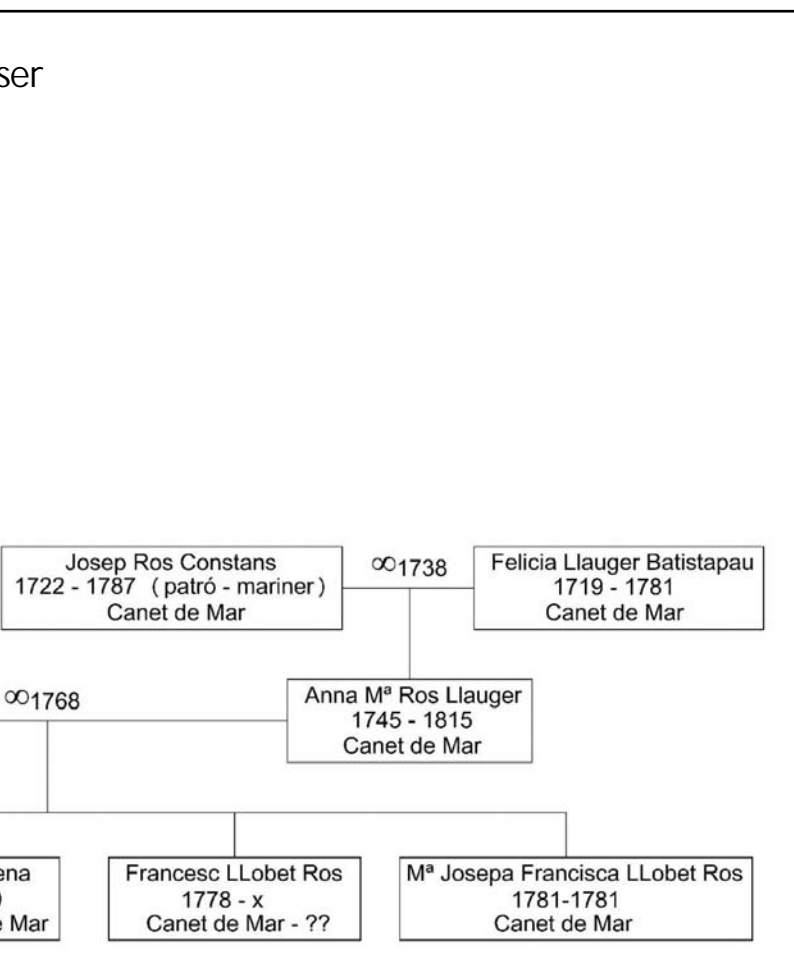 ser
Josep Ros Constans
1722 - 1787 ( patró - mariner )
Canet de Mar
∞1738
Felicia Llauger Batistapau
1719 - 1781
Canet de Mar
∞1768
Anna Mª Ros Llauger
1745 - 1815
Canet de Mar
ena
)
e Mar
Francesc LLobet Ros
1778 - x
Canet de Mar - ??
Mª Josepa Francisca LLobet Ros
1781-1781
Canet de Mar